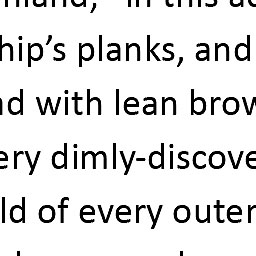 in this a
hip’s planks, and
nd with lean brow
ery dimly-discove
ld of every outer